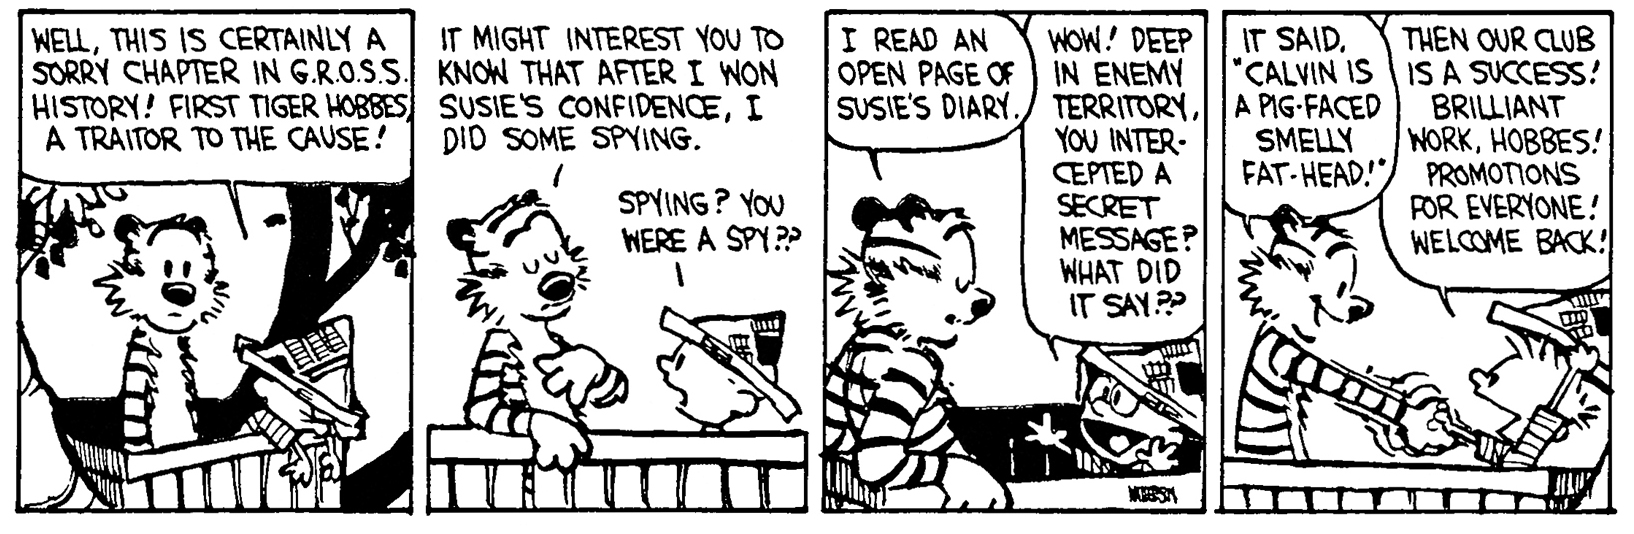 WELL, THIS IS CERTAINLY A
SORRY CHAPTER IN G.R.O.S.S.
HISTORY! FIRST TIGER HOBBES,
A TRAITOR TO THE CAUSE!
IT MIGHT INTEREST YOU TO
KNOW THAT AFTER I WON
SUSIE'S CONFIDENCE, I
DID SOME SPYING.
SPYING? YOU
WERE A SPY??
I READ AN
OPEN PAGE OF
SUSIE'S DIARY.
WOW! DEEP
IN ENEMY
TERRITORY,
YOU INTER-
CEPTED A
SECRET
MESSAGE?
WHAT DID
IT SAY??
IT SAID,
"CALVIN IS
A PIG-FACED
SMELLY
FAT-HEAD!"
THEN OUR CLUB
IS A SUCCESS!
BRILLIANT
WORK, HOBBES!
PROMOTIONS
FOR EVERYONE!
WELCOME BACK!